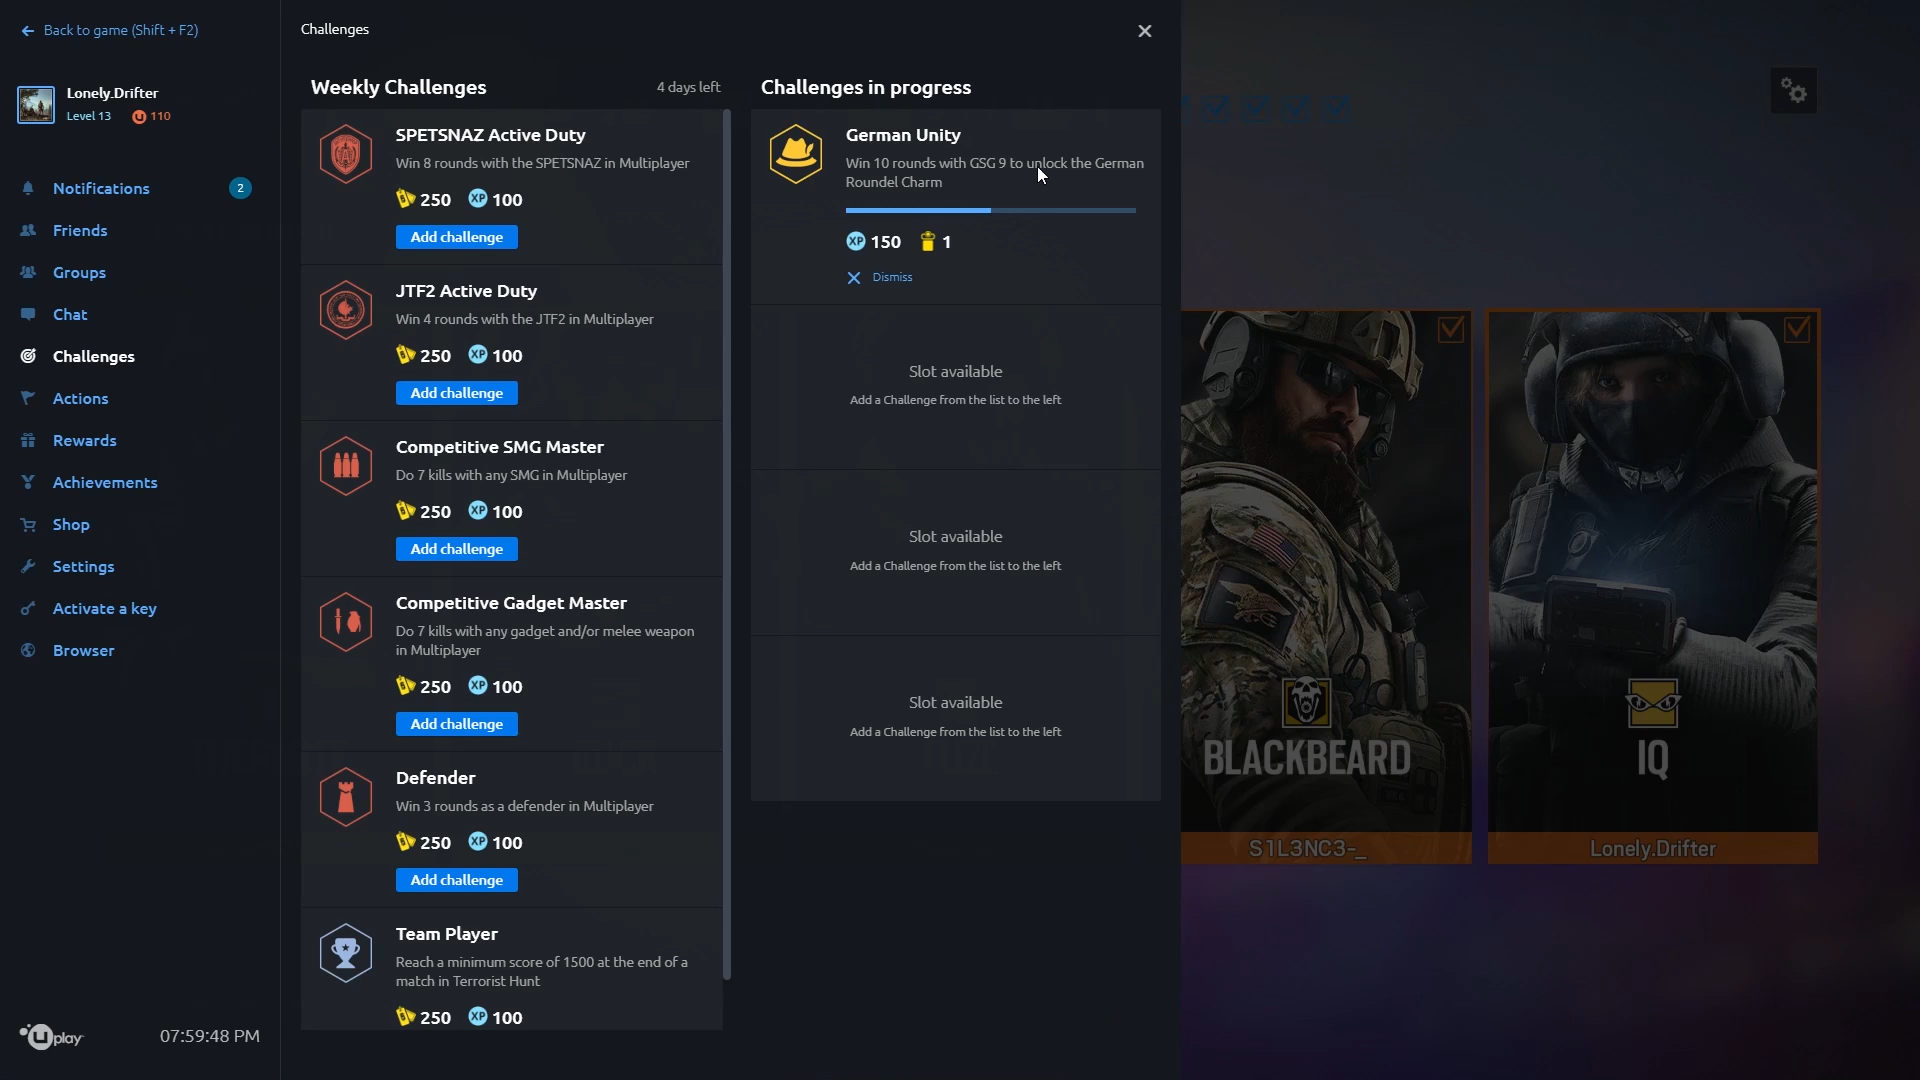 Back to game (Shift + F2)
Lonely.Drifter
Level 13
110
Notifications
2
Friends
Groups
Chat
Challenges
Actions
Rewards
Achievements
Shop
Settings
Activate a key
Browser
Uplay
07:59:48 PM
Challenges
Weekly Challenges
4 days left
SPETSNAZ Active Duty
Win 8 rounds with the SPETSNAZ in Multiplayer
250 XP 100
Add challenge
JTF2 Active Duty
Win 4 rounds with the JTF2 in Multiplayer
250 XP 100
Add challenge
Competitive SMG Master
Do 7 kills with any SMG in Multiplayer
250 XP 100
Add challenge
Competitive Gadget Master
Do 7 kills with any gadget and/or melee weapon
in Multiplayer
250 XP 100
Add challenge
Defender
Win 3 rounds as a defender in Multiplayer
250 XP 100
Add challenge
Team Player
Reach a minimum score of 1500 at the end of a
match in Terrorist Hunt
250 XP 100
Challenges in progress
German Unity
Win 10 rounds with GSG 9 to unlock the German
Roundel Charm
XP 150 1
Dismiss
Slot available
Add a Challenge from the list to the left
Slot available
Add a Challenge from the list to the left
Slot available
Add a Challenge from the list to the left
BLACKBEARD
S1L3NC3-_
IQ
Lonely.Drifter